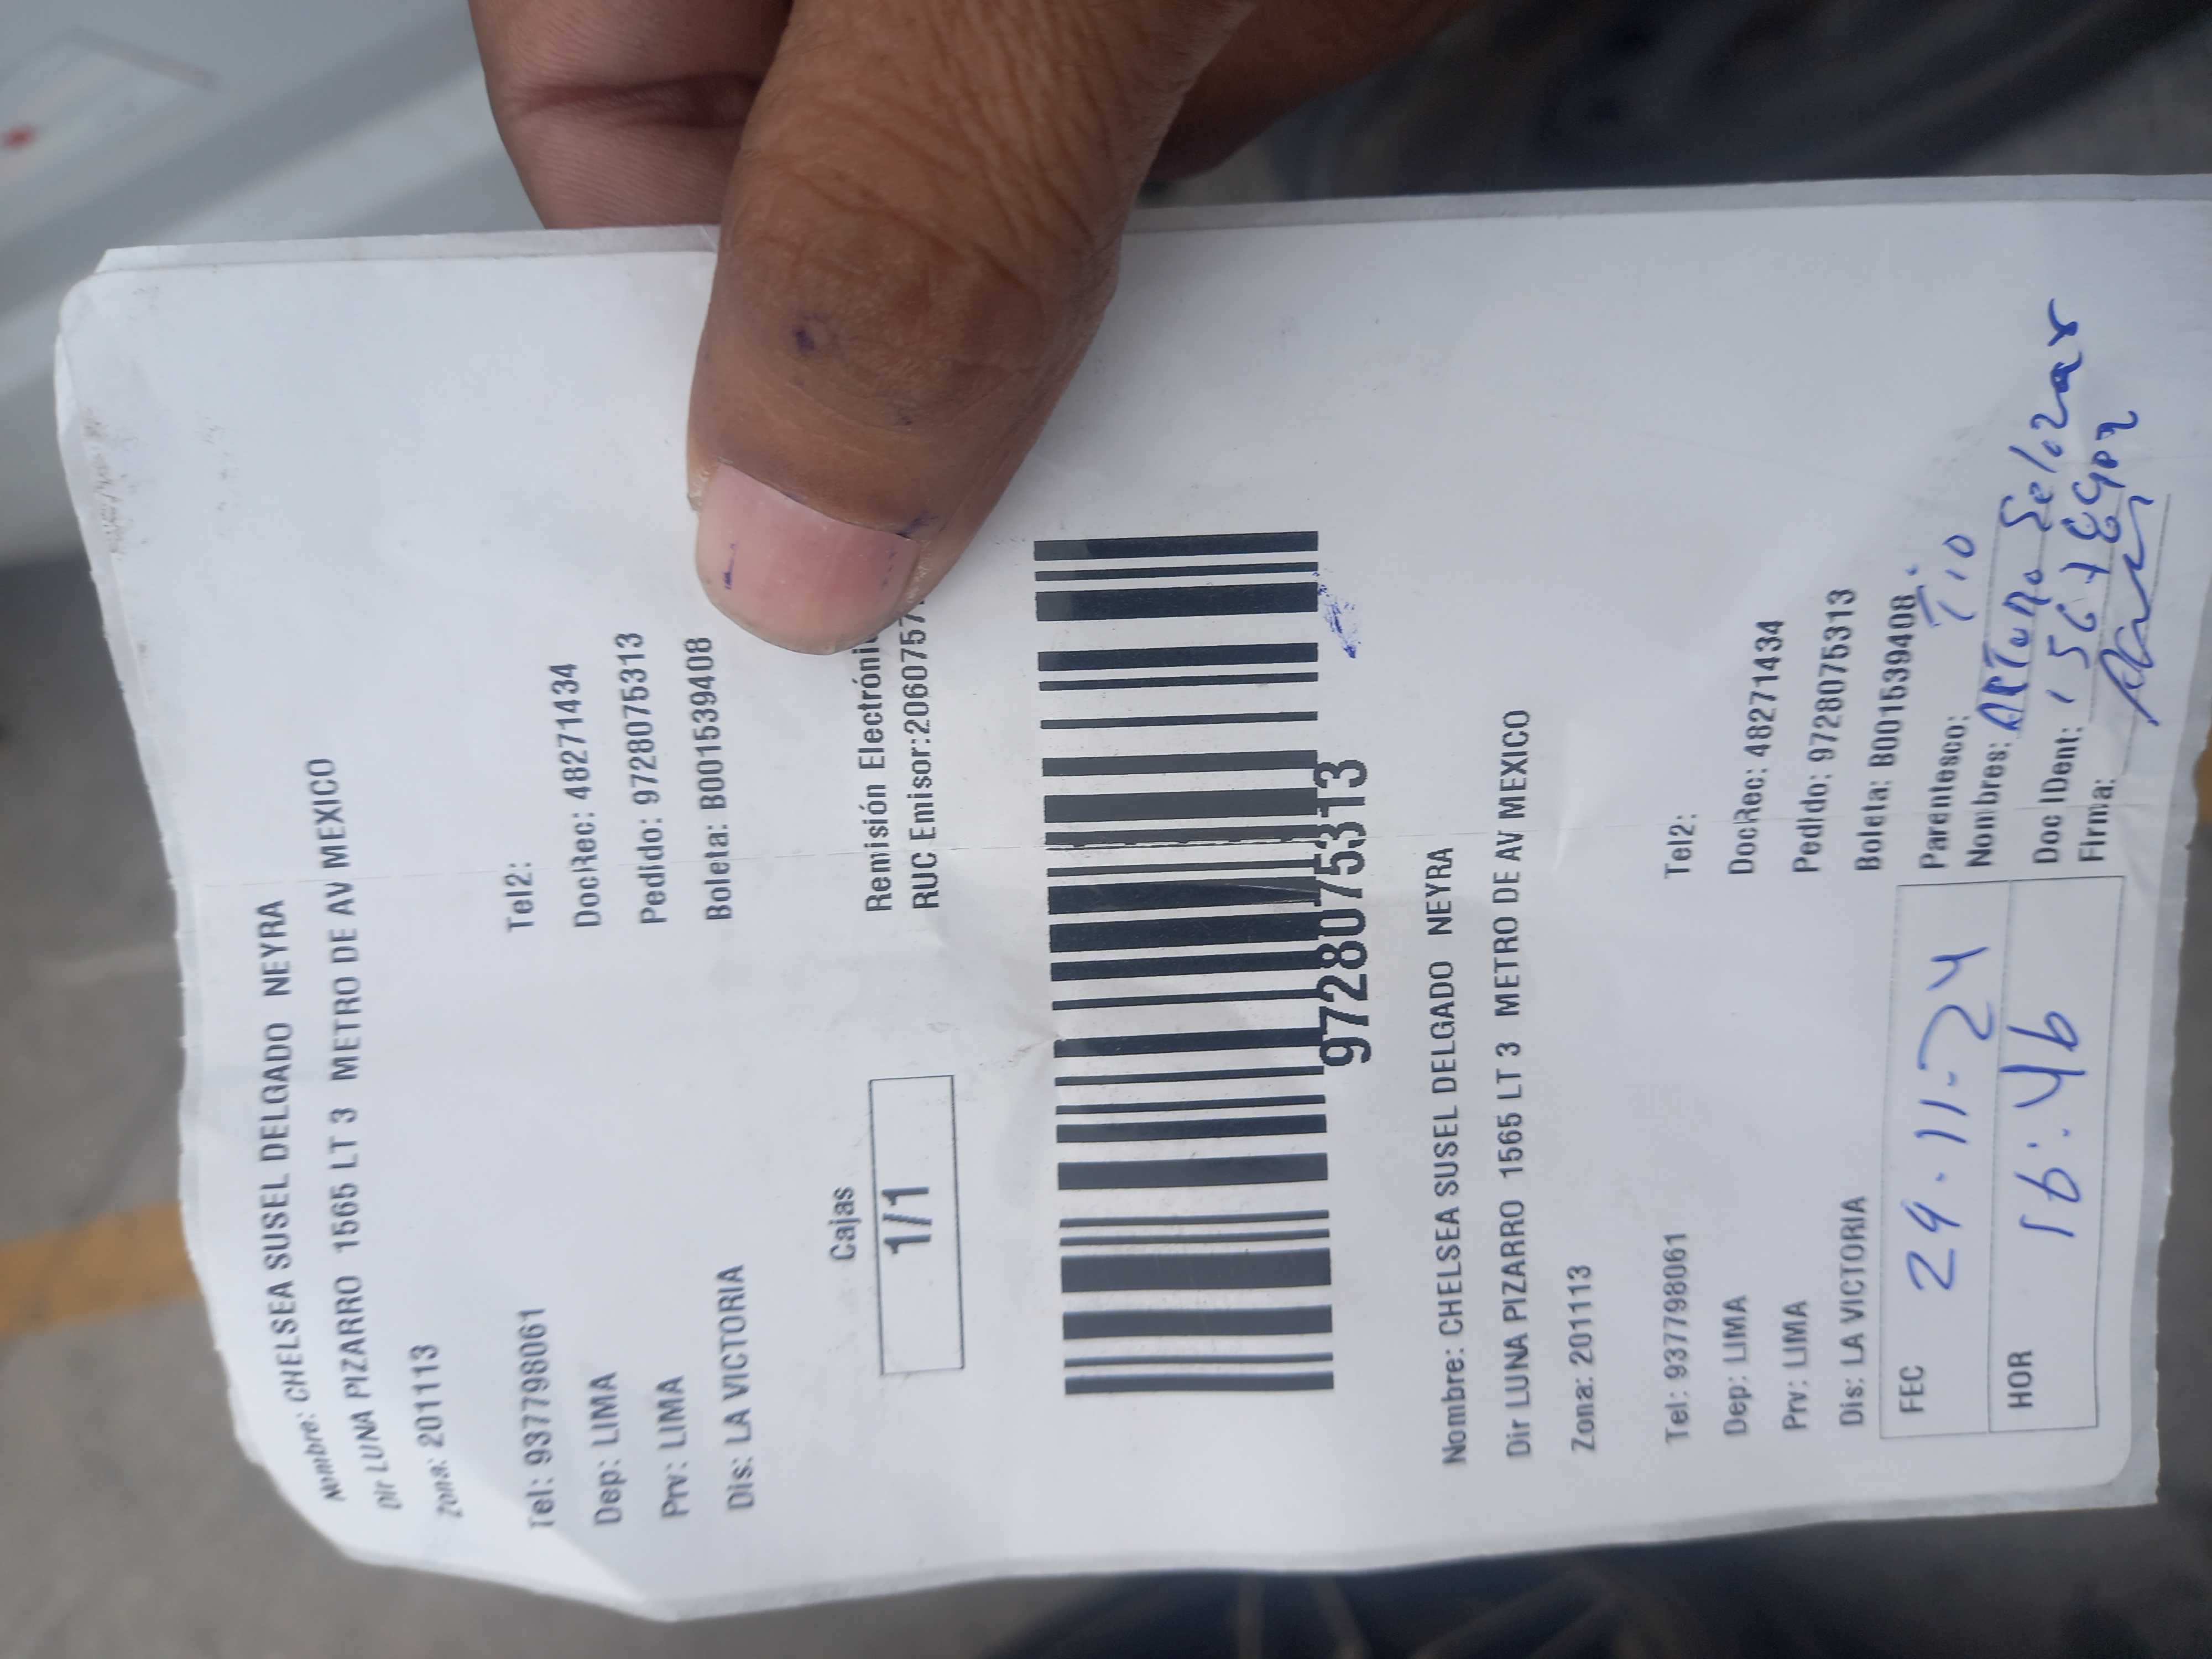 Nombre: CHELSEA SUSEL DELGADO NEYRA
Dir LUNA PIZARRO 1565 LT 3 METRO DE AV MEXICO
Zona: 201113
Tel: 937798061 Tel2:
Dep: LIMA DocRec: 48271434
Prv: LIMA Pedido: 972807531​3
Dis: LA VICTORIA Boleta: B001539408
Cajas
1/1
Remisión Electróni
RUC Emisor:2060757
9728075313
Nombre: CHELSEA SUSEL DELGADO NEYRA
Dir LUNA PIZARRO 1565 LT 3 METRO DE AV MEXICO
Zona: 201113
Tel: 937798061 Tel2:
Dep: LIMA DocRec: 48271434
Prv: LIMA Pedido: 9728075313
Dis: LA VICTORIA Boleta: B001539408
FEC 29-11-24
HOR 16:46
Parentesco: Tio
Nombres: ARTURO
Doc IDent:
Firma: